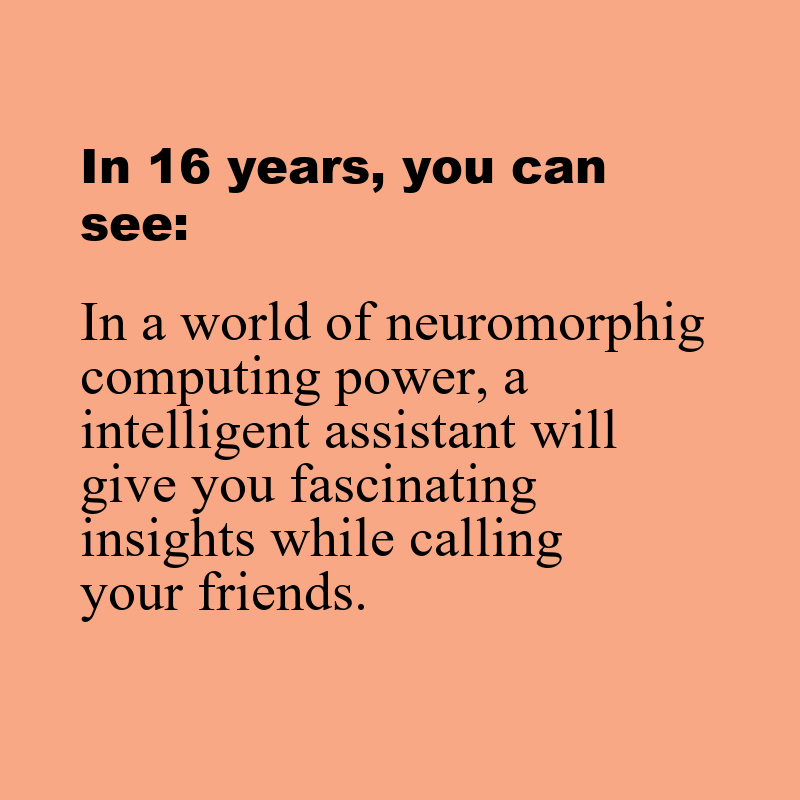 In 16 years, you can
see:
In a world of neuromorphig
computing power, a
intelligent assistant will
give you fascinating
insights while calling
your friends.